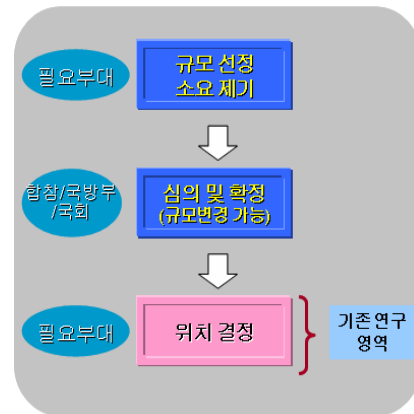 필요부대
규모 선정
소요 제기
합참/국방부
/국회
심의 및 확정
(규모변경 가능)
필요부대
위치 결정
기존 연구
영역